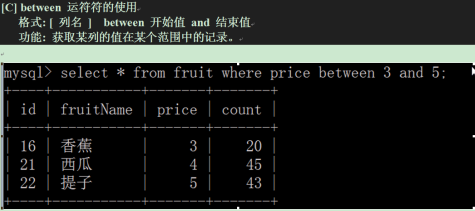 [C] between 运符符的使用
格式: [ 列名 ]   between 开始值 and 结束值
功能: 获取某列的值在某个范围中的记录。
mysql> select * from fruit where price between 3 and 5;
+----+-----------+-------+-------+
| id | fruitName | price | count |
+----+-----------+-------+-------+
| 16 | 香蕉      |     3 |    20 |
| 21 | 西瓜      |     4 |    45 |
| 22 | 提子      |     5 |    43 |
+----+-----------+-------+-------+